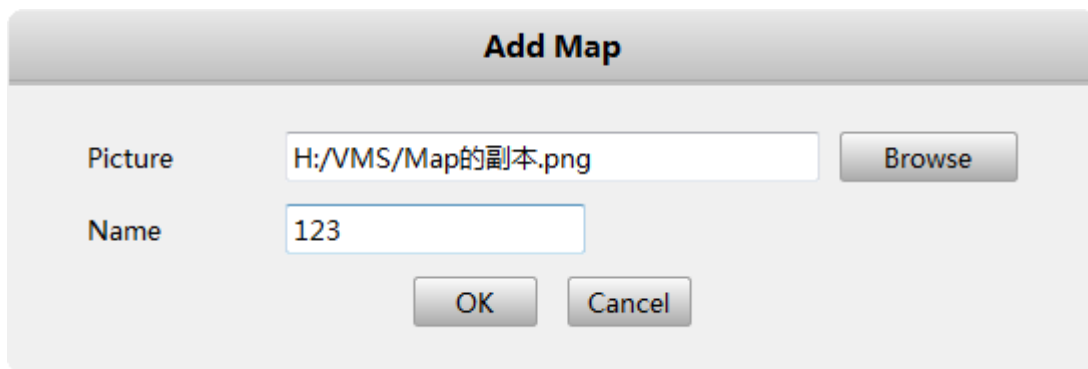 Add Map
Picture H:/VMS/Map的副本.png Browse
Name 123
OK Cancel